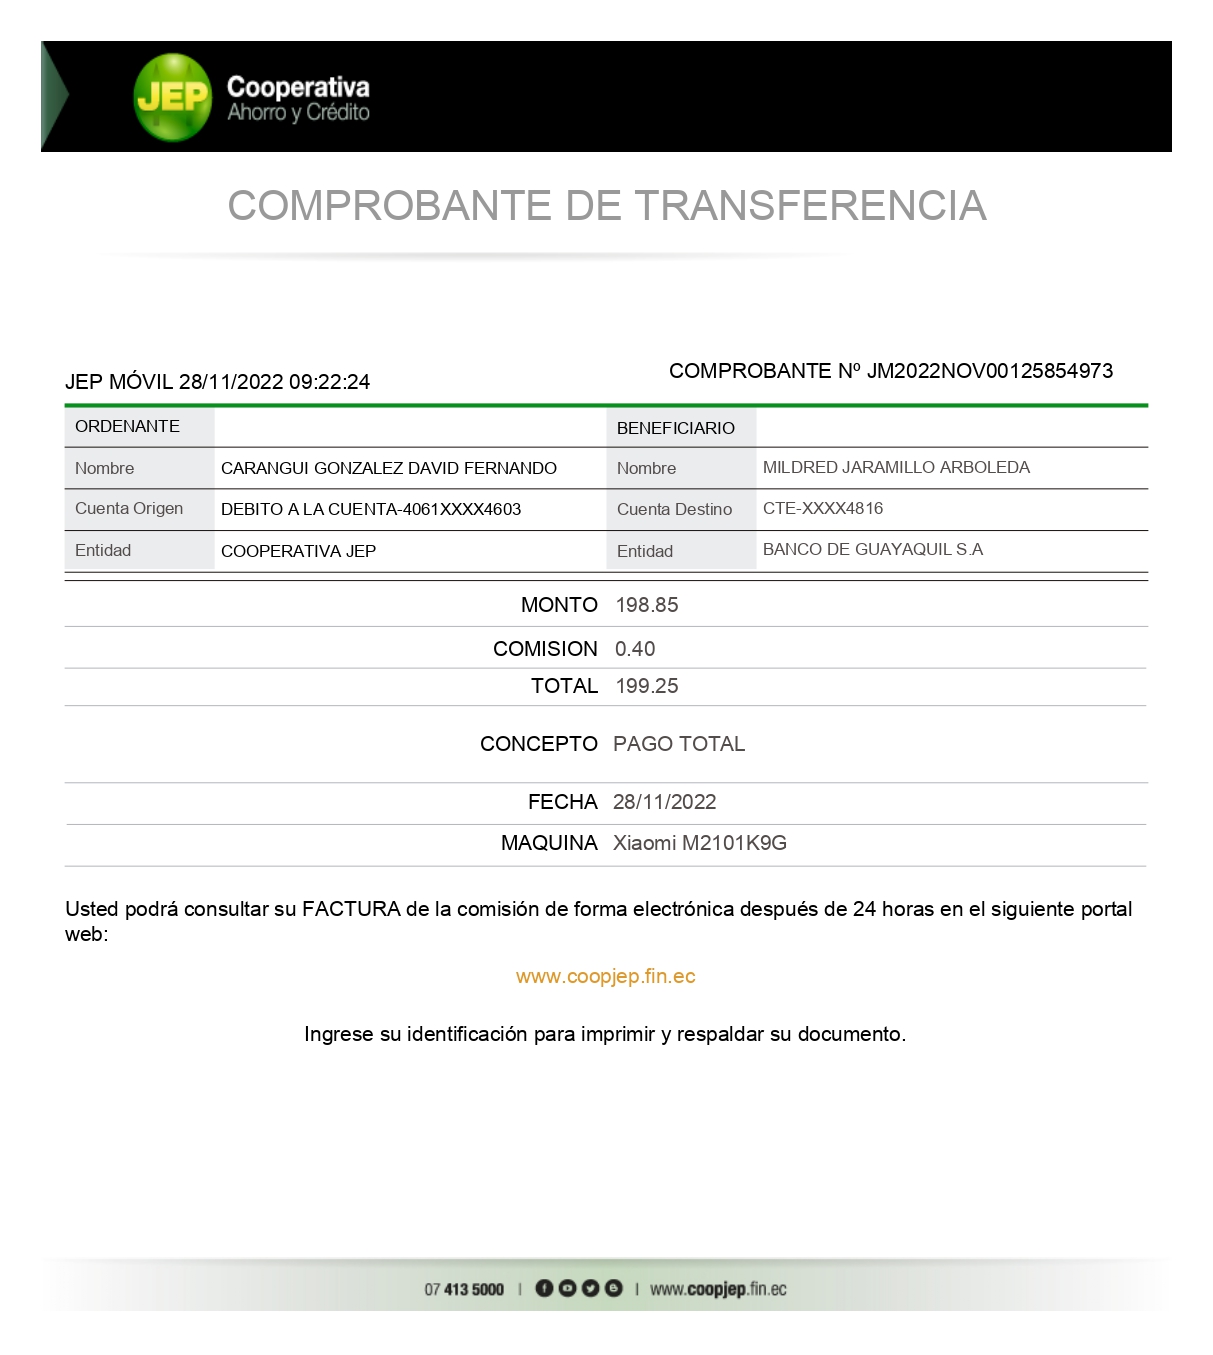 JEP Cooperativa
Ahorro y Crédito
COMPROBANTE DE TRANSFERENCIA
JEP MÓVIL 28/11/2022 09:22:24
COMPROBANTE Nº JM2022NOV00125854973
ORDENANTE BENEFICIARIO
Nombre CARANGUI GONZALEZ DAVID FERNANDO Nombre MILDRED JARAMILLO ARBOLEDA
Cuenta Origen DEBITO A LA CUENTA-4061XXXX4603 Cuenta Destino CTE-XXXX4816
Entidad COOPERATIVA JEP Entidad BANCO DE GUAYAQUIL S.A
MONTO 198.85
COMISION 0.40
TOTAL 199.25
CONCEPTO PAGO TOTAL
FECHA 28/11/2022
MAQUINA Xiaomi M2101K9G
Usted podrá consultar su FACTURA de la comisión de forma electrónica después de 24 horas en el siguiente portal
web:
www.coopjep.fin.ec
Ingrese su identificación para imprimir y respaldar su documento.
07 413 5000 | | www.coopjep.fin.ec